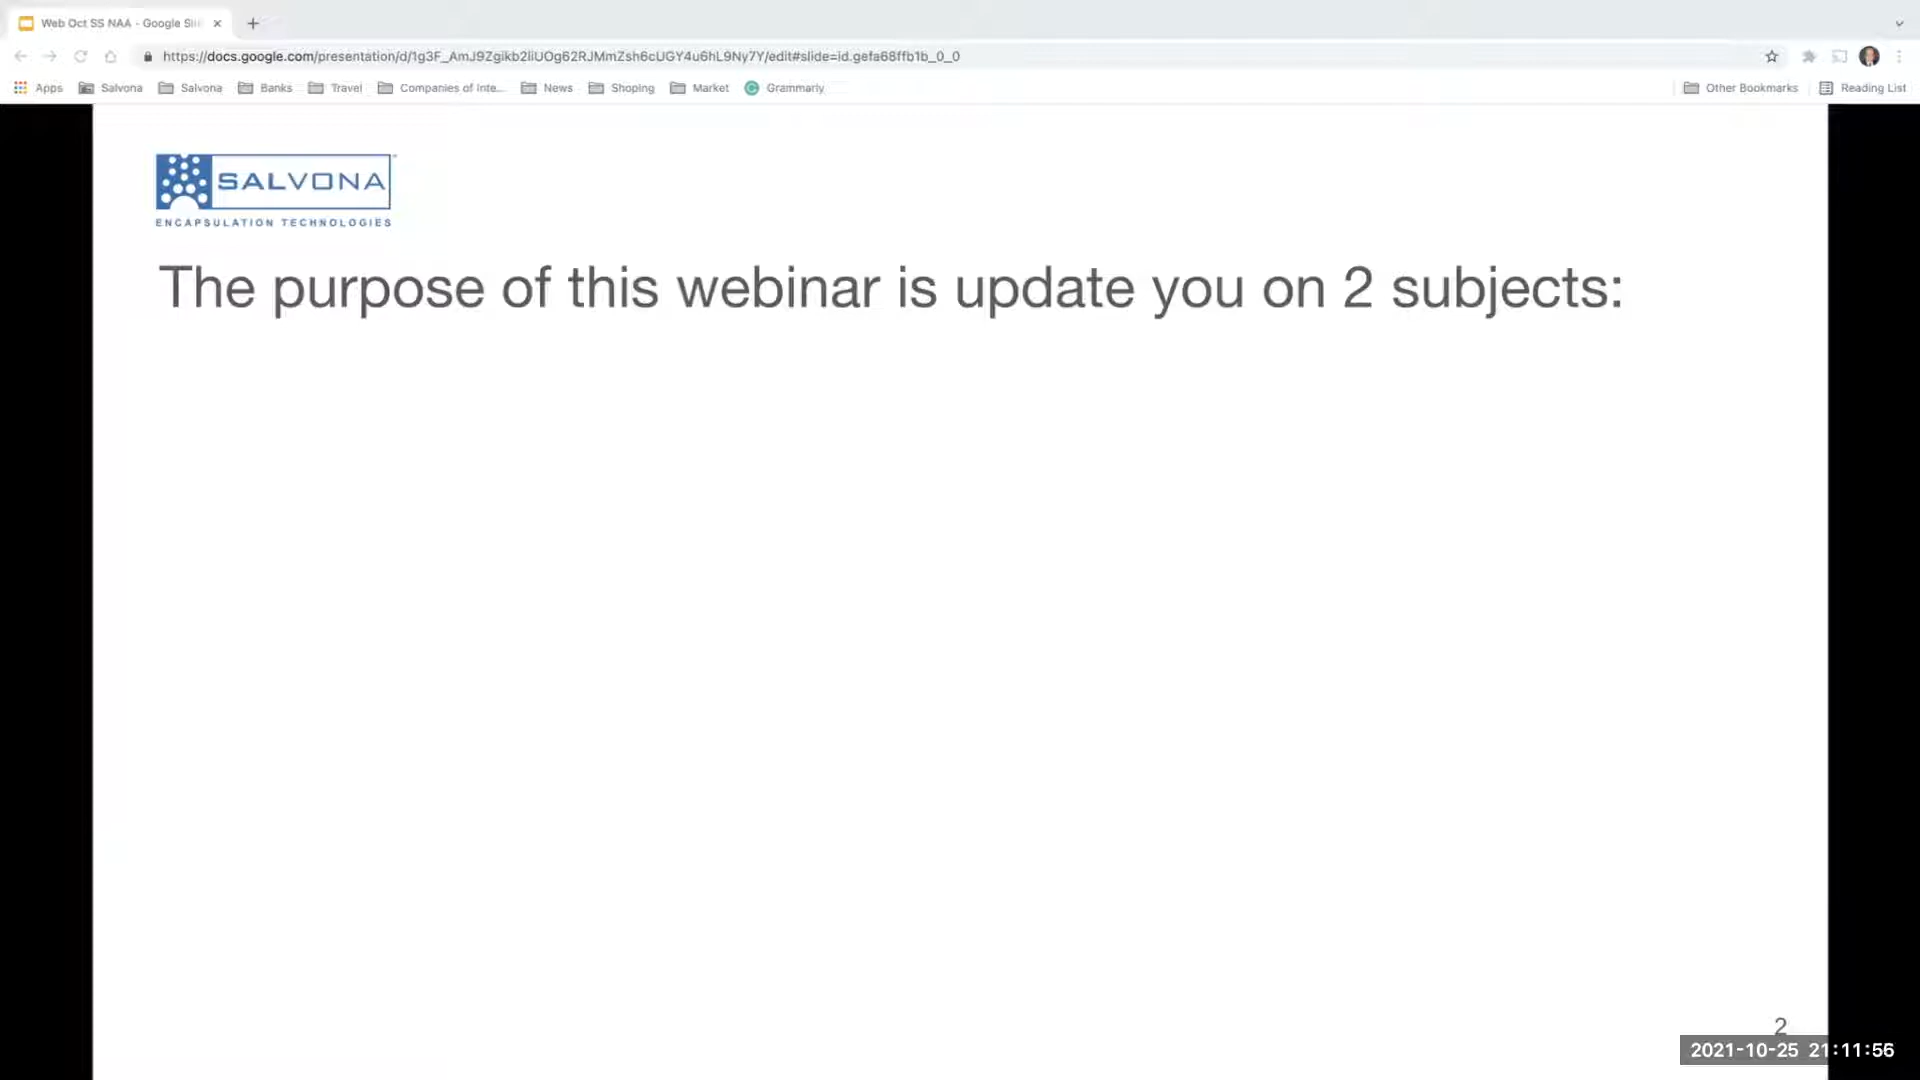 Web Oct SS NAA - Google Sli
https://docs.google.com/presentation/d/1g3F_AmJ9Zgikb2liUOg62RJMmZsh6cUGY4u6hL9Ny7Y/edit#slide=id.gefa68ffb1b_0_0
Apps Salvona Salvona Banks Travel Companies of Inte... News Shoping Market Grammarly Other Bookmarks Reading List
SALVONA
ENCAPSULATION TECHNOLOGIES
The purpose of this webinar is update you on 2 subjects:
2
2021-10-25 21:11:56